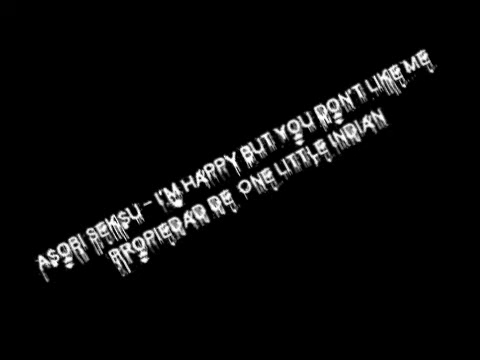 ASOBI SEKSU - I'M HAPPY BUT YOU DON'T LIKE ME
PROPIEDAD DE ONE LITTLE INDIAN